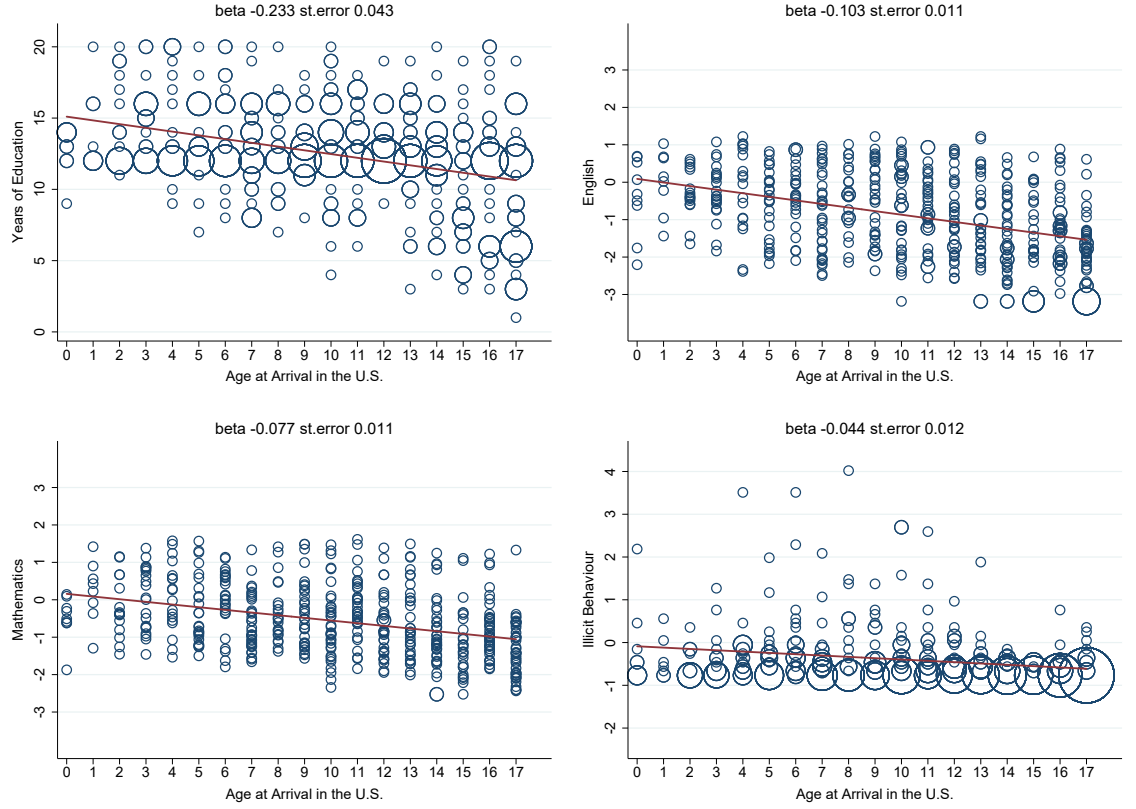 beta -0.233 st.error 0.043
Years of Education
20
15
10
5
0
0 1 2 3 4 5 6 7 8 9 10 11 12 13 14 15 16 17
Age at Arrival in the U.S.
beta -0.103 st.error 0.011
English
3
2
1
0
-1
-2
-3
0 1 2 3 4 5 6 7 8 9 10 11 12 13 14 15 16 17
Age at Arrival in the U.S.
beta -0.077 st.error 0.011
Mathematics
3
2
1
0
-1
-2
-3
0 1 2 3 4 5 6 7 8 9 10 11 12 13 14 15 16 17
Age at Arrival in the U.S.
beta -0.044 st.error 0.012
Illicit Behaviour
4
3
2
1
0
-1
-2
0 1 2 3 4 5 6 7 8 9 10 11 12 13 14 15 16 17
Age at Arrival in the U.S.